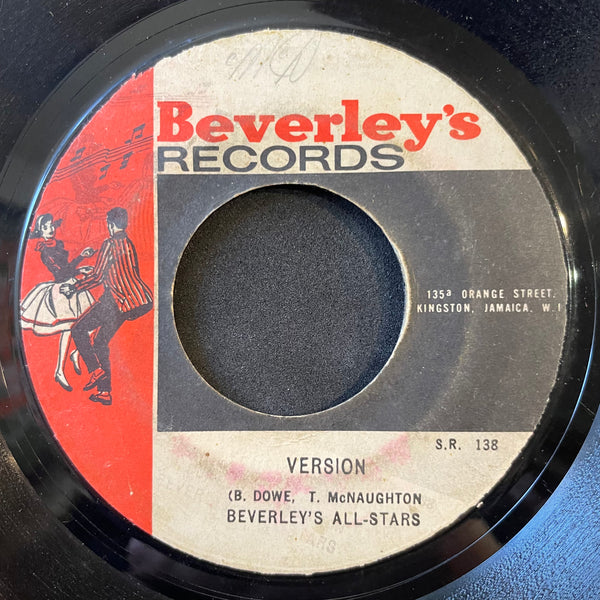 Beverley's
RECORDS
135a ORANGE STREET.
KINGSTON, JAMAICA, W.I
S.R. 138
VERSION
(B. DOWE, T. McNAUGHTON
BEVERLEY'S ALL-STARS